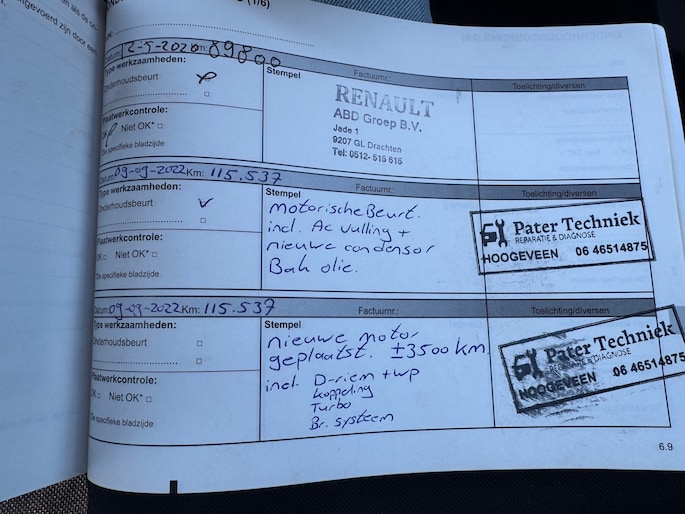 (1/6)
Datum: 12-5-2020 Km: 89800
Type werkzaamheden:
Onderhoudsbeurt
Plaatwerkcontrole:
OK Niet OK*
*Zie specifieke bladzijde
Stempel
Factuurnr.:
RENAULT
ABD Groep B.V.
Jade 1
9207 GL Drachten
Tel: 0512- 515 615
Toelichting/diversen
Datum: 09-09-2022 Km: 115.537
Type werkzaamheden:
Onderhoudsbeurt
Plaatwerkcontrole:
OK Niet OK*
*Zie specifieke bladzijde
Stempel
Factuurnr.:
motorische Beurt.
incl. Ac vulling +
nieuwe condensor
Bak olie.
Toelichting/diversen
Pater Techniek
REPARATIE & DIAGNOSE
HOOGEVEEN 06 46514875
Datum: 09-09-2022 Km: 115.537
Type werkzaamheden:
Onderhoudsbeurt
Plaatwerkcontrole:
OK Niet OK*
*Zie specifieke bladzijde
Stempel
Factuurnr.:
nieuwe motor
geplaatst. ±3500 km
incl. D-riem + wp
koppeling
Turbo
Br. systeem
Toelichting/diversen
Pater Techniek
REPARATIE & DIAGNOSE
HOOGEVEEN 06 46514875
6.9